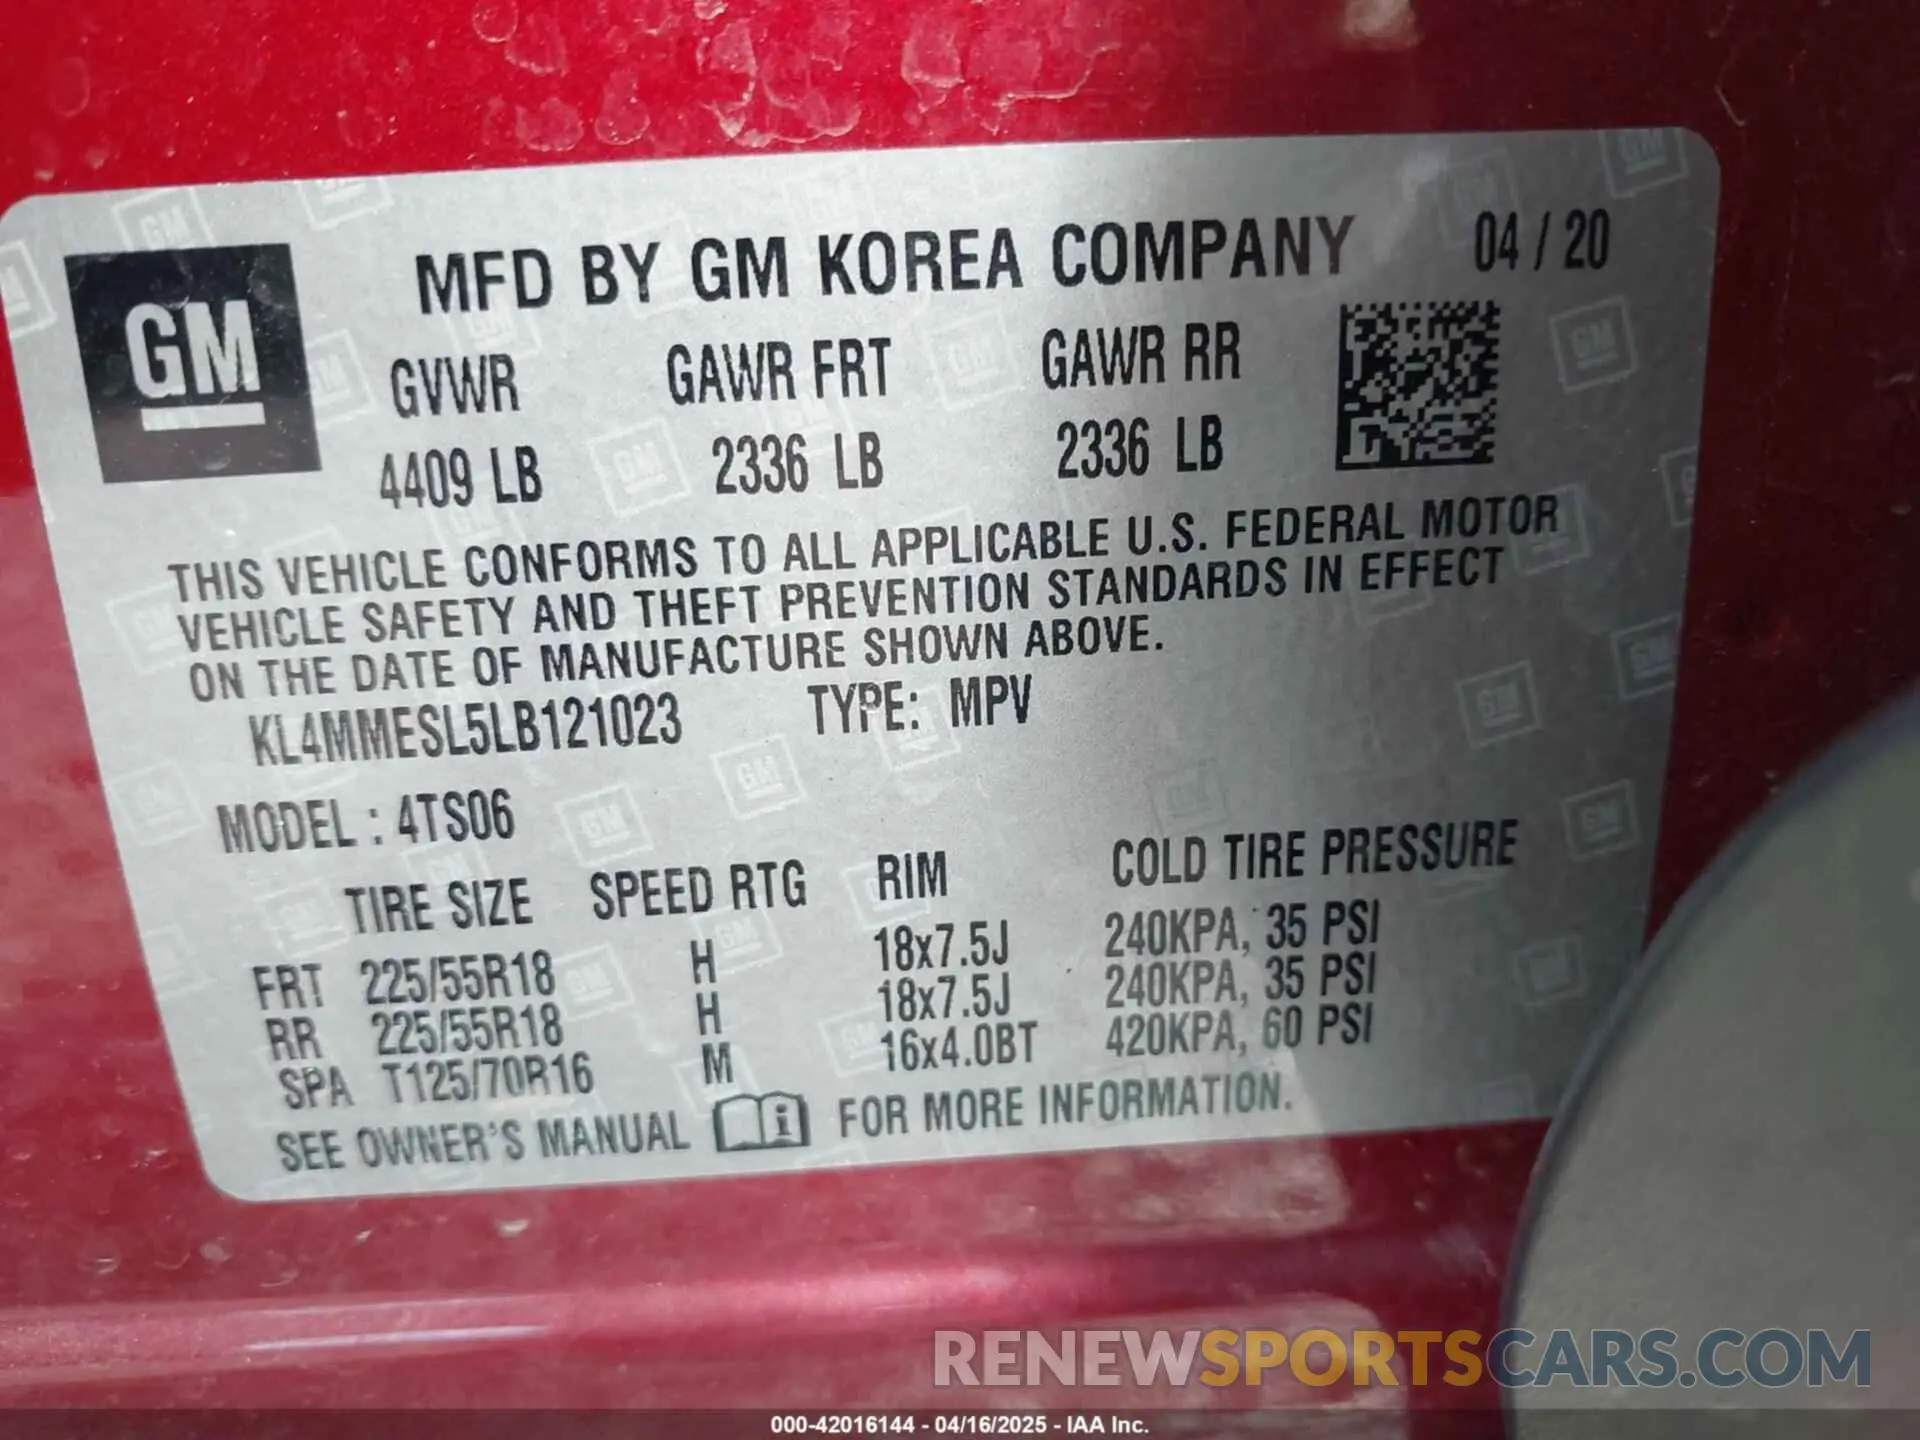 GM
MFD BY GM KOREA COMPANY 04 / 20
GVWR GAWR FRT GAWR RR
4409 LB 2336 LB 2336 LB
THIS VEHICLE CONFORMS TO ALL APPLICABLE U.S. FEDERAL MOTOR
VEHICLE SAFETY AND THEFT PREVENTION STANDARDS IN EFFECT
ON THE DATE OF MANUFACTURE SHOWN ABOVE.
KL4MMESL5LB121023 TYPE: MPV
MODEL : 4TS06
TIRE SIZE SPEED RTG RIM COLD TIRE PRESSURE
FRT 225/55R18 H 18x7.5J 240KPA, 35 PSI
RR 225/55R18 H 18x7.5J 240KPA, 35 PSI
SPA T125/70R16 M 16x4.0BT 420KPA, 60 PSI
SEE OWNER'S MANUAL i FOR MORE INFORMATION.
RENEWSPORTSCARS.COM
000-42016144 - 04/16/2025 - IAA Inc.